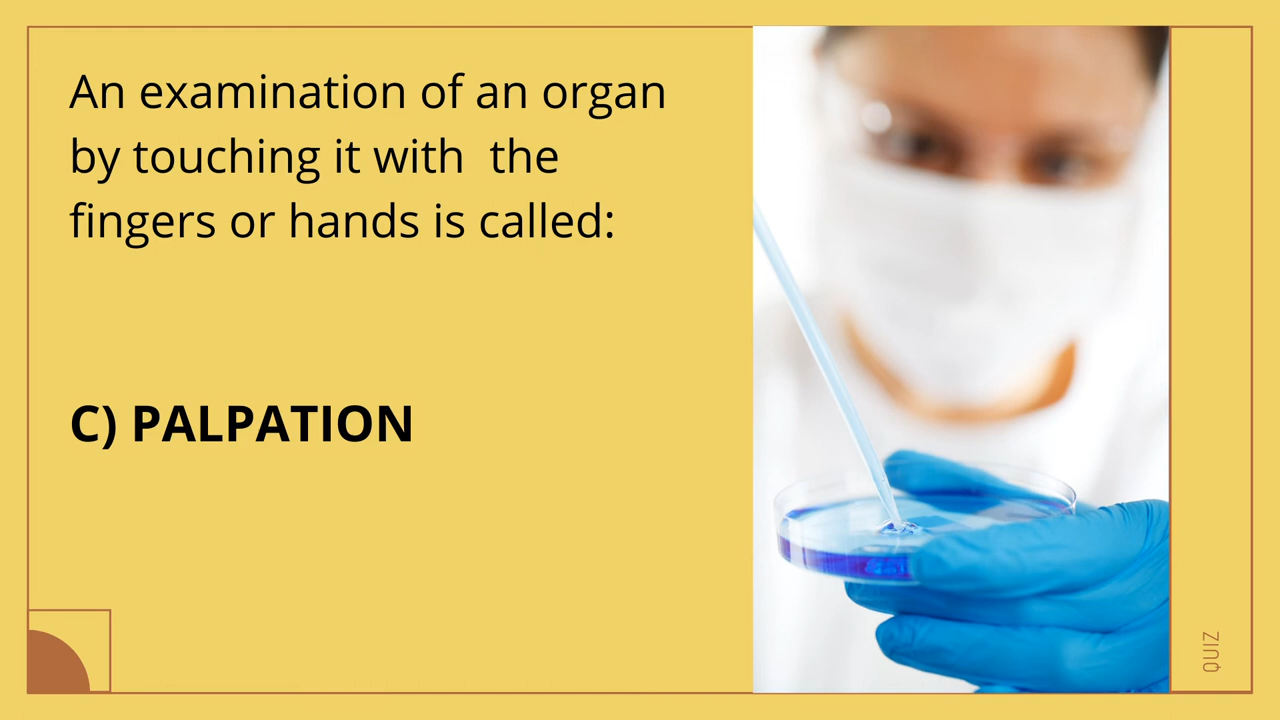 An examination of an organ
by touching it with  the
fingers or hands is called:
C) PALPATION
QUIZ